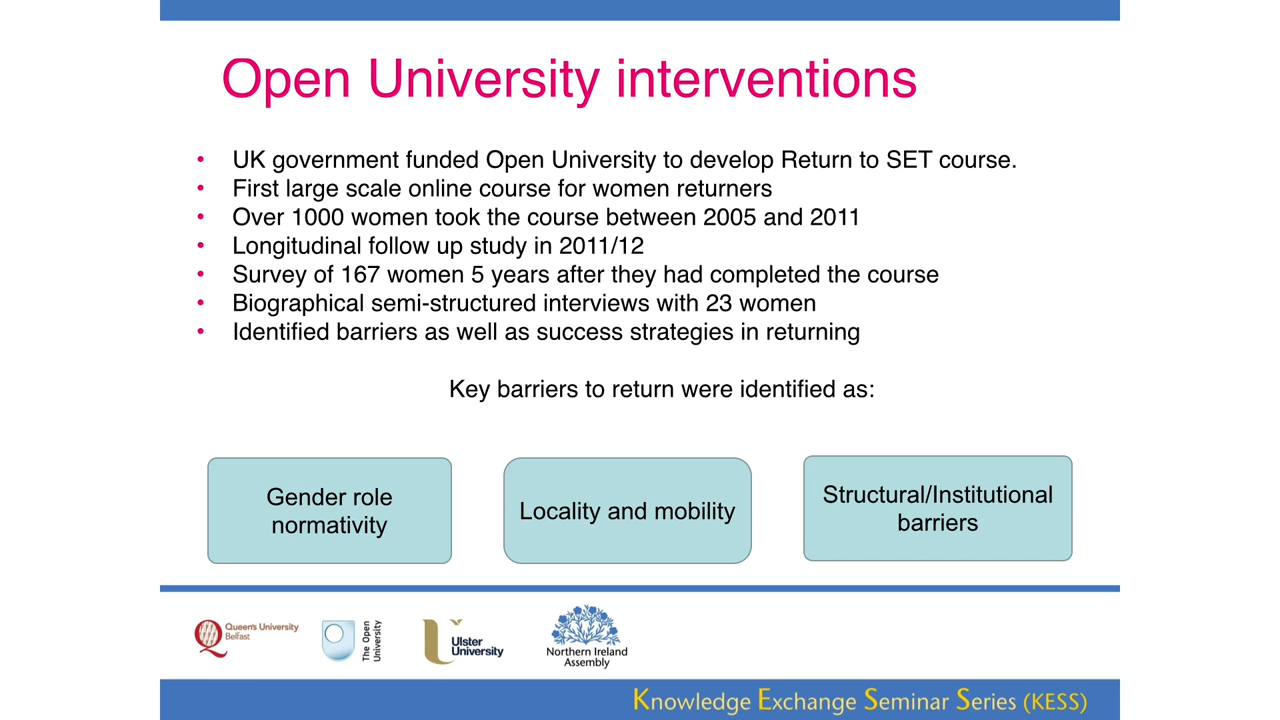 Open University interventions
• UK government funded Open University to develop Return to SET course.
• First large scale online course for women returners
• Over 1000 women took the course between 2005 and 2011
• Longitudinal follow up study in 2011/12
• Survey of 167 women 5 years after they had completed the course
• Biographical semi-structured interviews with 23 women
• Identified barriers as well as success strategies in returning
Key barriers to return were identified as:
Gender role
normativity
Locality and mobility
Structural/Institutional
barriers
Queen's University
Belfast
The Open
University
Ulster
University
Northern Ireland
Assembly
Knowledge Exchange Seminar Series (KESS)